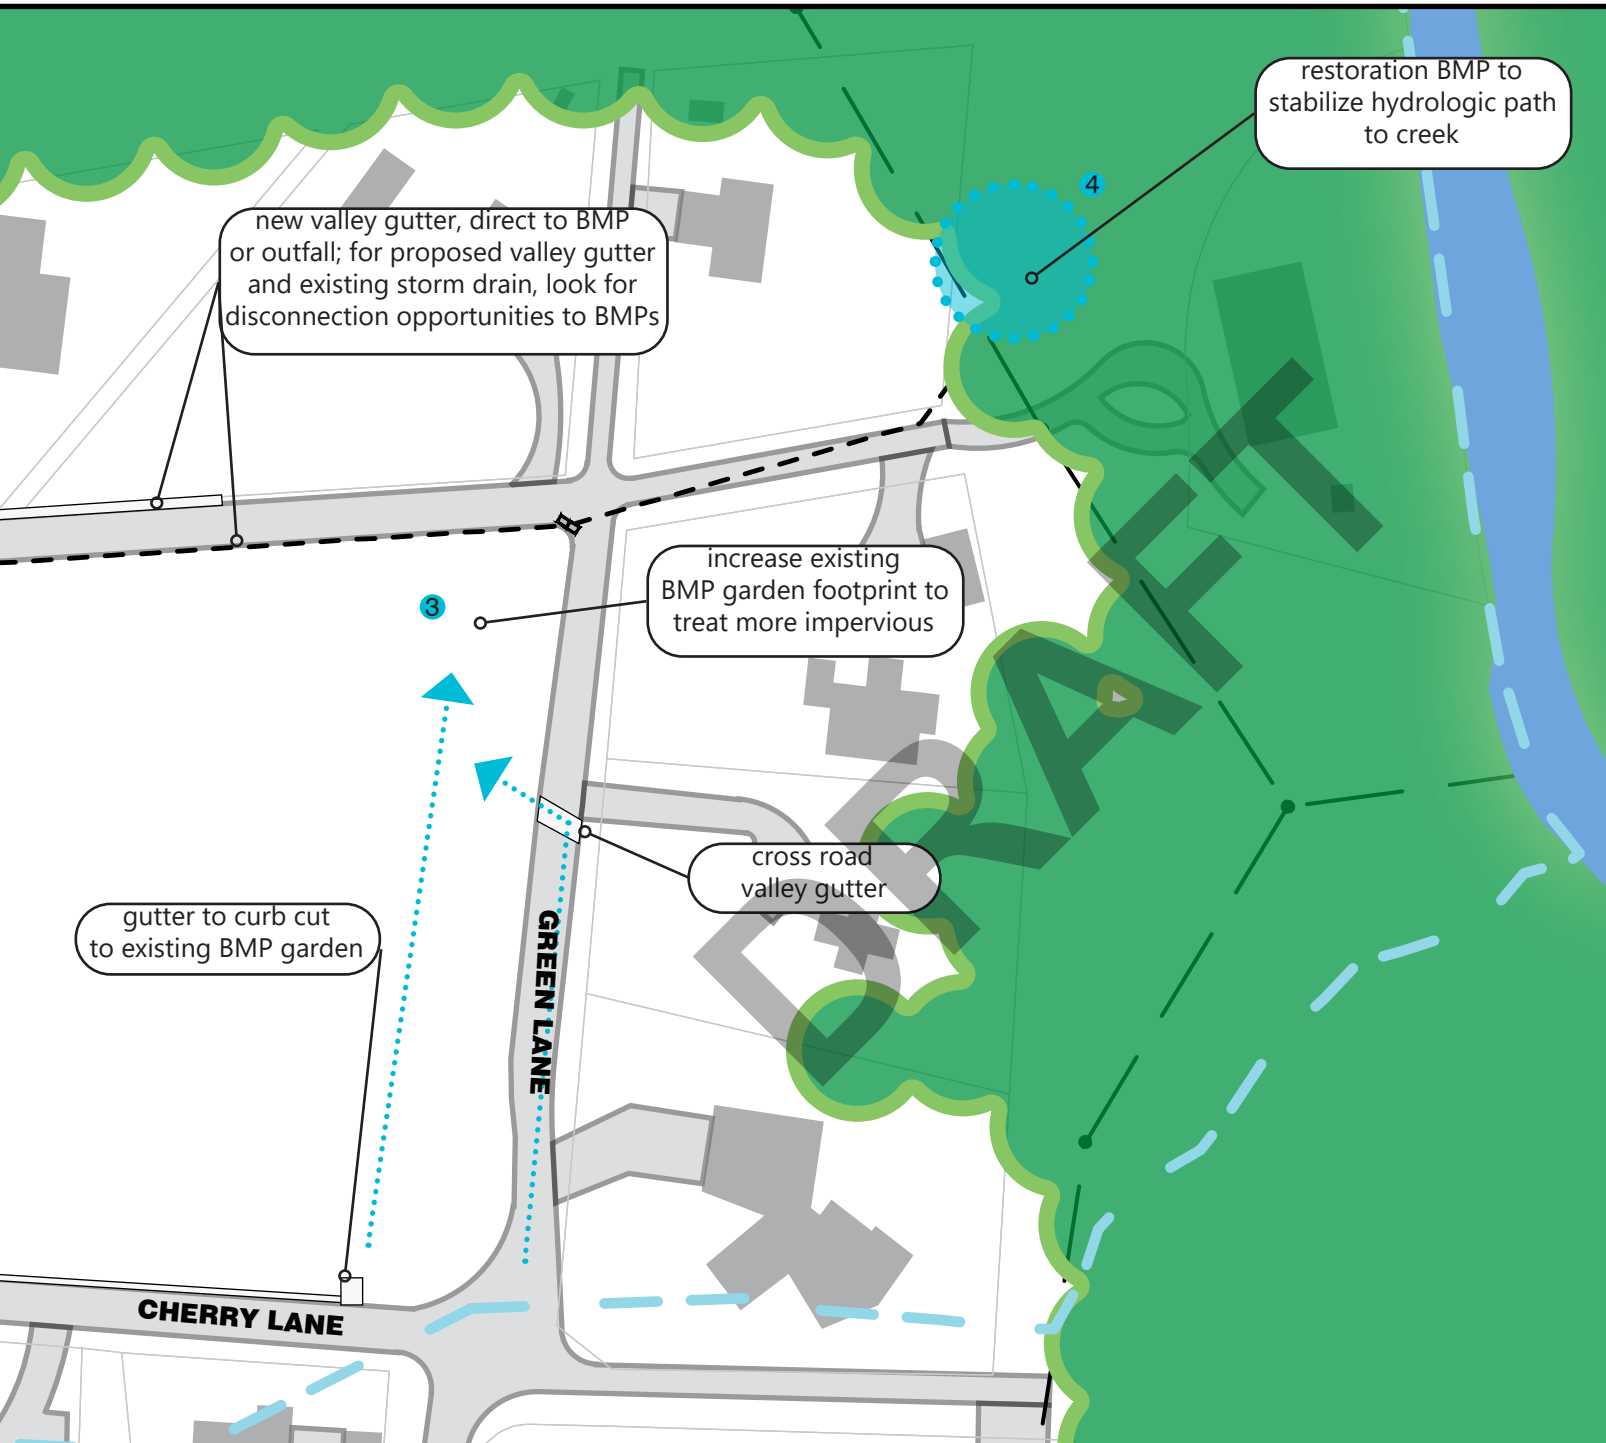 restoration BMP to
stabilize hydrologic path
to creek
4
new valley gutter, direct to BMP
or outfall; for proposed valley gutter
and existing storm drain, look for
disconnection opportunities to BMPs
increase existing
BMP garden footprint to
treat more impervious
3
cross road
valley gutter
gutter to curb cut
to existing BMP garden
GREEN LANE
CHERRY LANE
DRAFT